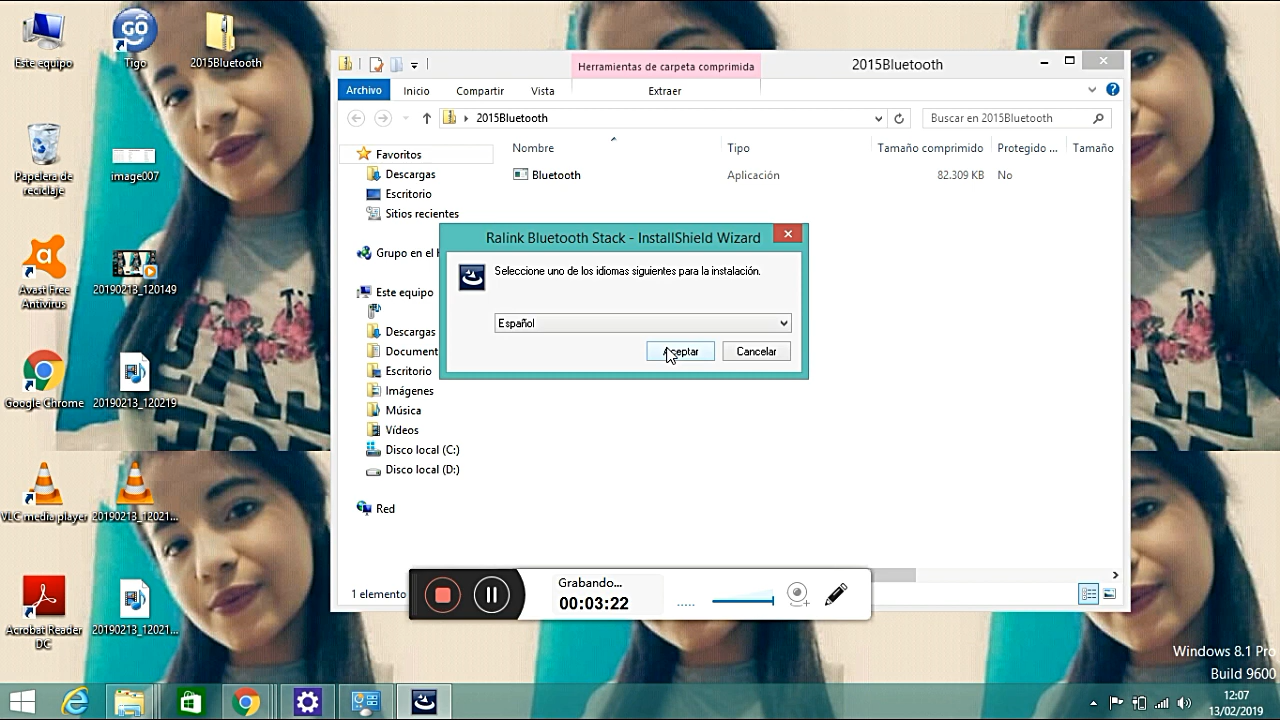 Este equipo
Tigo
2015Bluetooth
Papelera de
reciclaje
image007
Avast Free
Antivirus
20190213_120149
Google Chrome
20190213_120219
VLC media player
20190213_12021...
Acrobat Reader
DC
20190213_12021...
Herramientas de carpeta comprimida
2015Bluetooth
Archivo
Inicio
Compartir
Vista
Extraer
2015Bluetooth
Buscar en 2015Bluetooth
Nombre
Tipo
Tamaño comprimido
Protegido ...
Tamaño
Bluetooth
Aplicación
82.309 KB
No
Favoritos
Descargas
Escritorio
Sitios recientes
Grupo en el
Este equipo
Descargas
Document
Escritorio
Imágenes
Música
Vídeos
Disco local (C:)
Disco local (D:)
Red
1 elemento
Ralink Bluetooth Stack - InstallShield Wizard
Seleccione uno de los idiomas siguientes para la instalación.
Español
Aceptar
Cancelar
Grabando...
00:03:22
Windows 8.1 Pro
Build 9600
12:07
13/02/2019